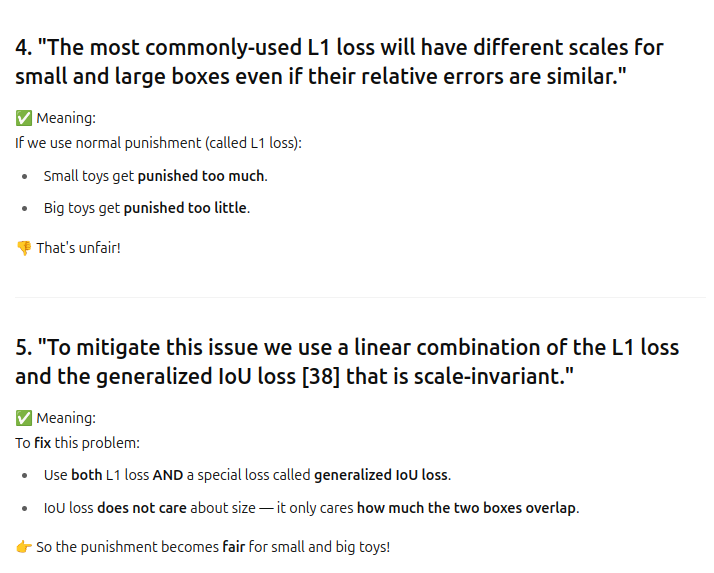 4. "The most commonly-used L1 loss will have different scales for
small and large boxes even if their relative errors are similar."
✅ Meaning:
If we use normal punishment (called L1 loss):
• Small toys get punished too much.
• Big toys get punished too little.
👎 That's unfair!
5. "To mitigate this issue we use a linear combination of the L1 loss
and the generalized IoU loss [38] that is scale-invariant."
✅ Meaning:
To fix this problem:
• Use both L1 loss AND a special loss called generalized IoU loss.
• IoU loss does not care about size — it only cares how much the two boxes overlap.
👉 So the punishment becomes fair for small and big toys!